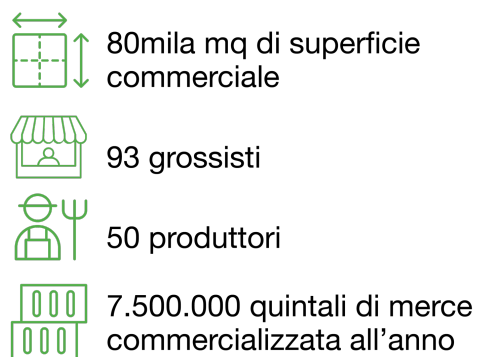 80mila mq di superficie
commerciale
93 grossisti
50 produttori
7.500.000 quintali di merce
commercializzata all’anno